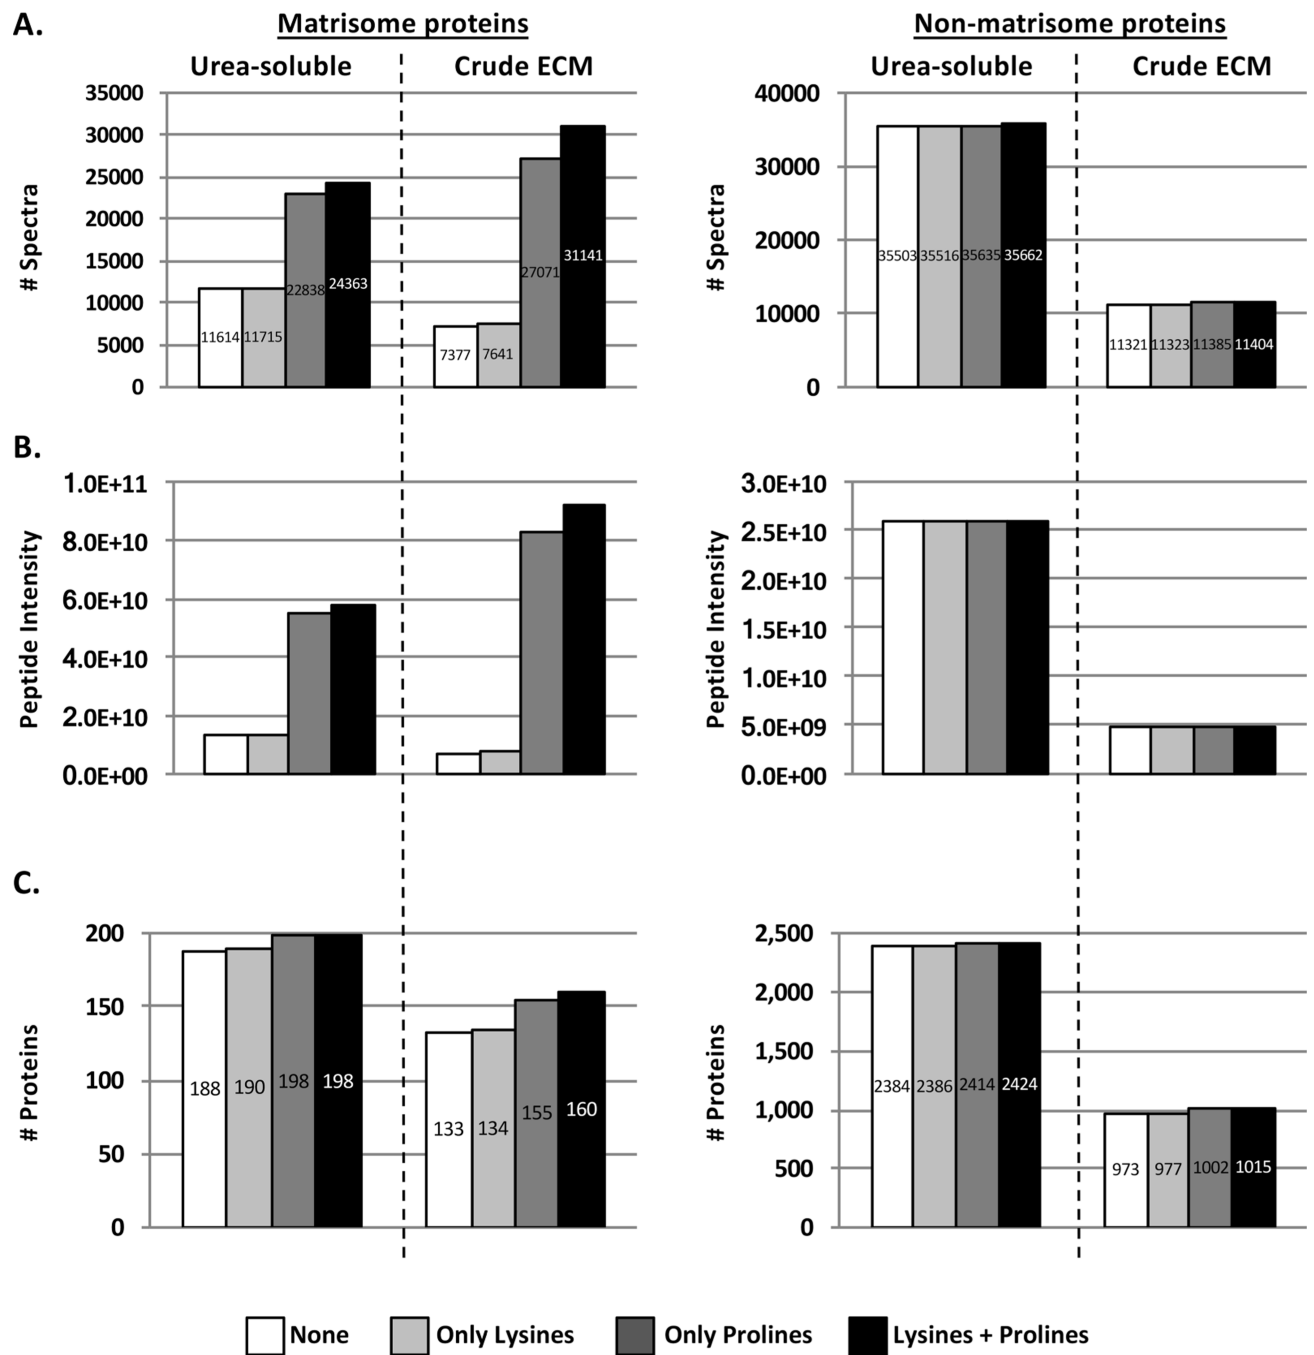 A.
Matrisome proteins
Non-matrisome proteins
Urea-soluble
Crude ECM
Urea-soluble
Crude ECM
# Spectra
35000
30000
25000
20000
15000
10000
5000
0
11614
11715
22838
24363
7377
7641
27071
31141
# Spectra
40000
30000
20000
10000
0
35503
35516
35635
35662
11321
11323
11385
11404
B.
Peptide Intensity
1.0E+11
8.0E+10
6.0E+10
4.0E+10
2.0E+10
0.0E+00
Peptide Intensity
3.0E+10
2.5E+10
2.0E+10
1.5E+10
1.0E+10
5.0E+09
0.0E+00
C.
# Proteins
200
150
100
50
0
188
190
198
198
133
134
155
160
# Proteins
2,500
2,000
1,500
1,000
500
0
2384
2386
2414
2424
973
977
1002
1015
None
Only Lysines
Only Prolines
Lysines + Prolines